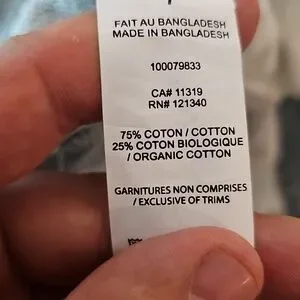 FAIT AU BANGLADESH
MADE IN BANGLADESH
100079833
CA# 11319
RN# 121340
75% COTON / COTTON
25% COTON BIOLOGIQUE
/ ORGANIC COTTON
GARNITURES NON COMPRISES
/ EXCLUSIVE OF TRIMS